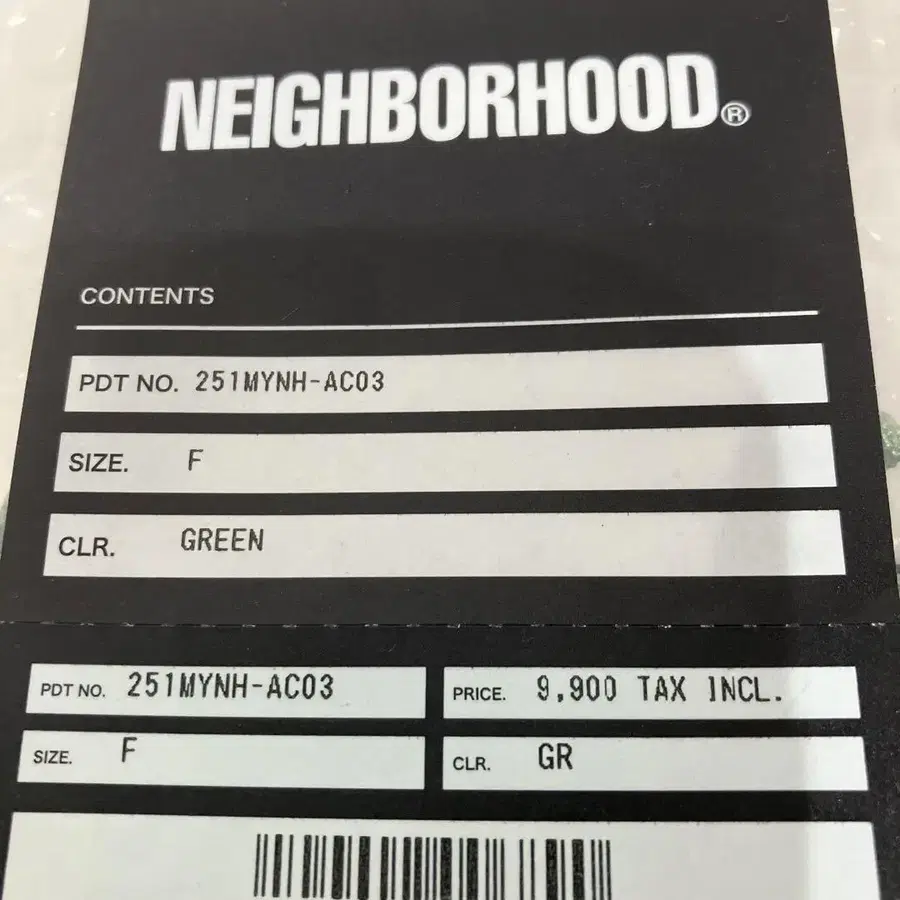 NEIGHBORHOOD®
CONTENTS
PDT NO. 251MYNH-AC03
SIZE. F
CLR. GREEN
PDT NO. 251MYNH-AC03 PRICE. 9,900 TAX INCL.
SIZE. F CLR. GR